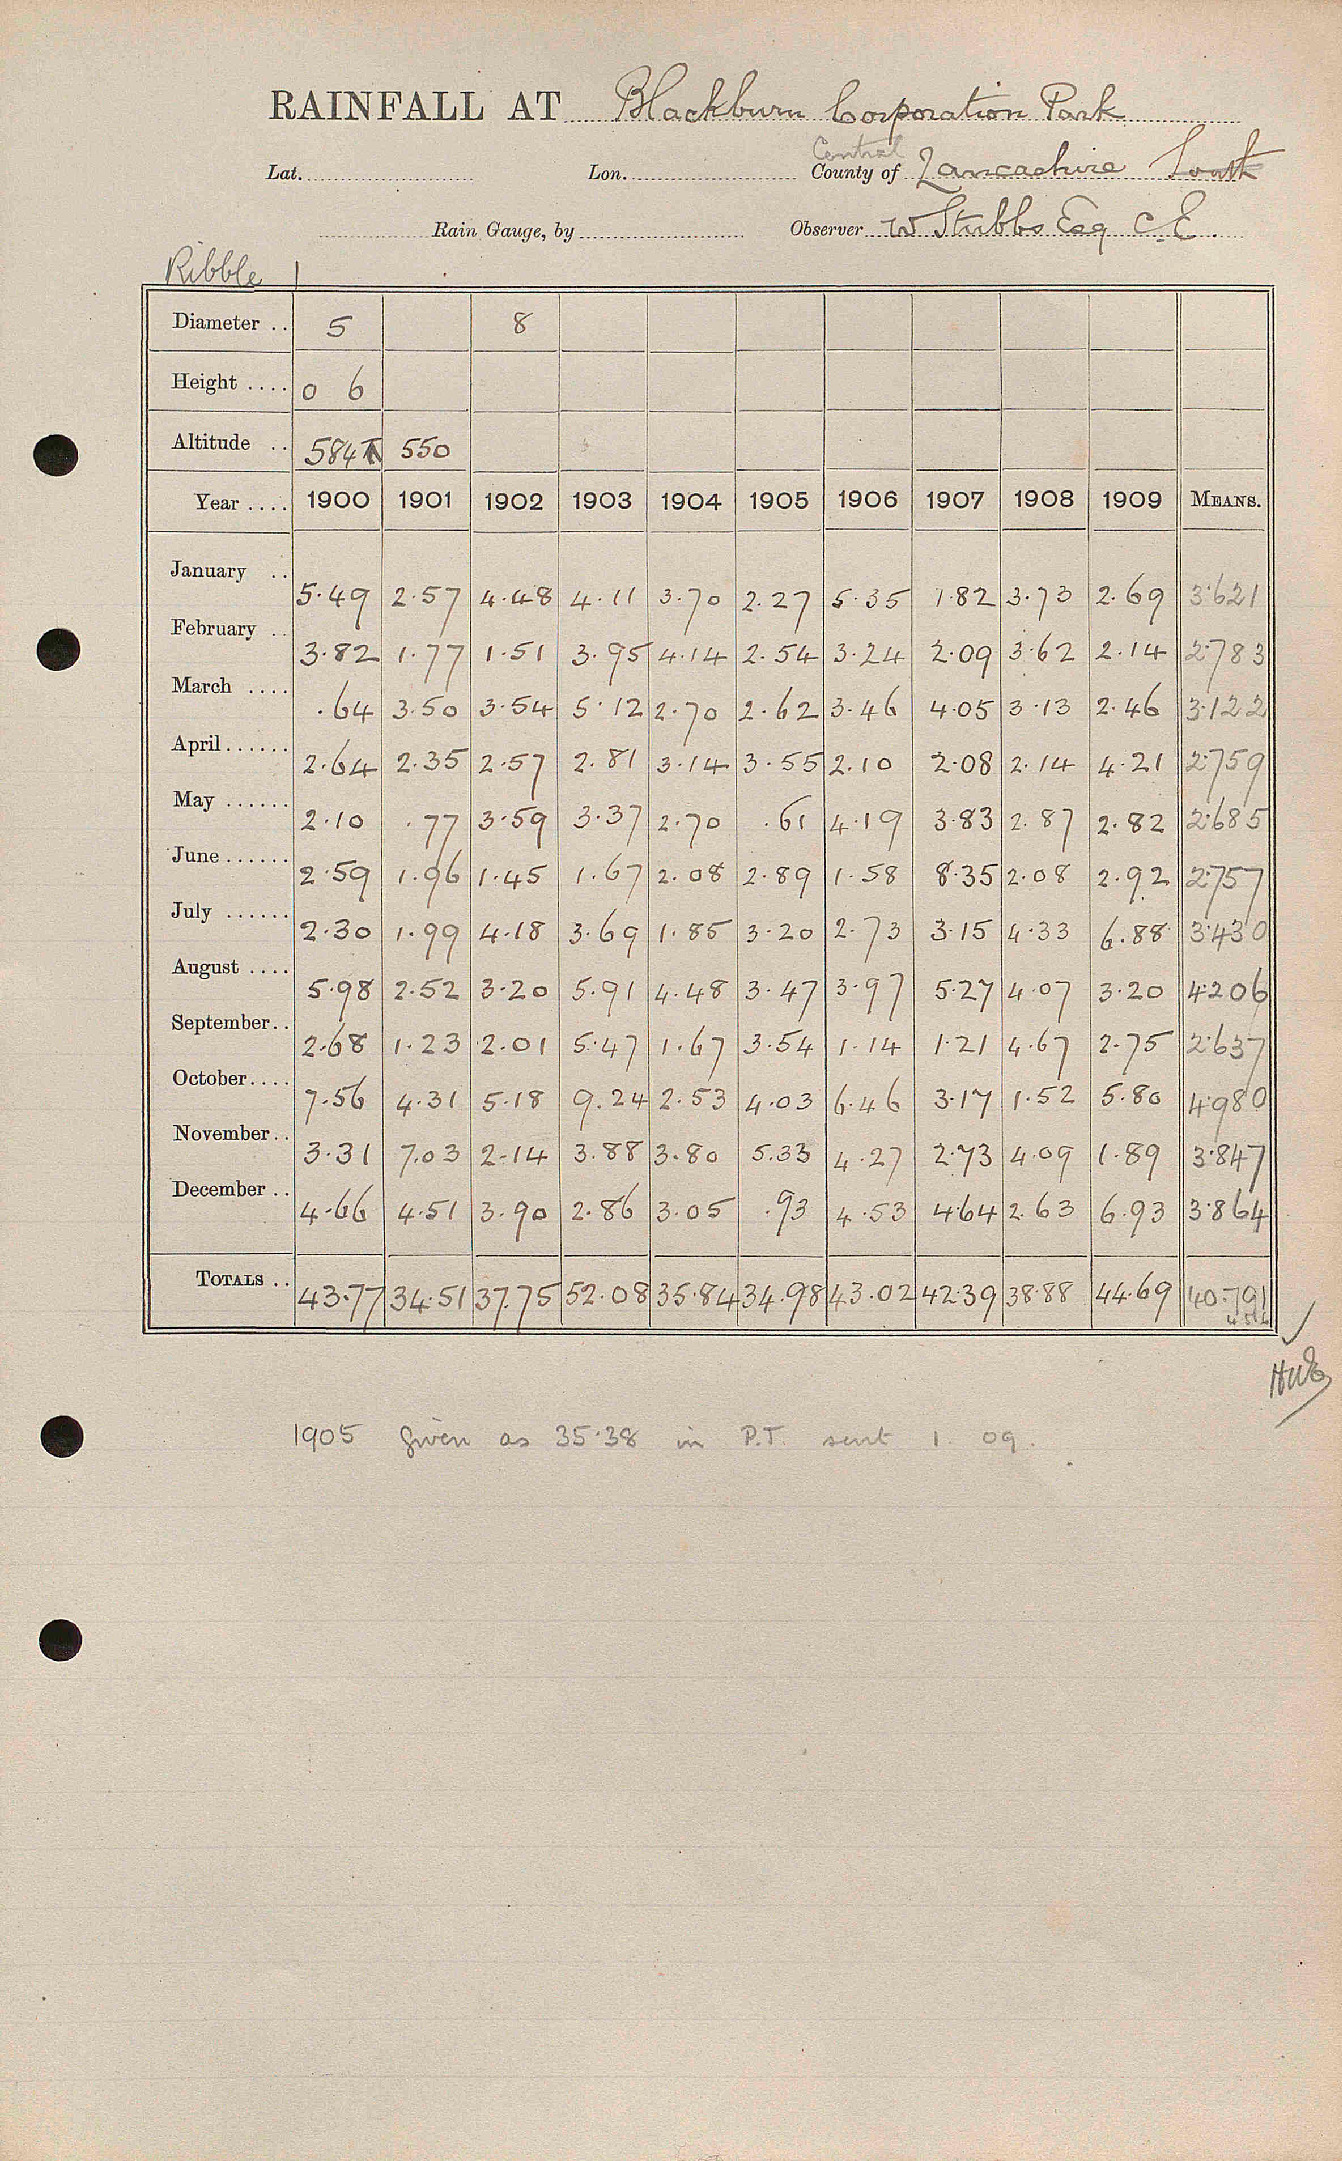 RAINFALL AT Blackburn Corporation Park
Central
Lat. Lon. County of Lancashire South
Rain Gauge, by Observer W Stubbs Esq C.E.
Ribble 1
Diameter .. 5 8
Height .... 0 6
Altitude .. 584 T 550
Year .... 1900 1901 1902 1903 1904 1905 1906 1907 1908 1909 MEANS.
January .. 5.49 2.57 4.48 4.11 3.70 2.27 5.35 1.82 3.73 2.69 3.621
February .. 3.82 1.77 1.51 3.95 4.14 2.54 3.24 2.09 3.62 2.14 2.783
March .... .64 3.50 3.54 5.12 2.70 2.62 3.46 4.05 3.13 2.46 3.122
April ...... 2.64 2.35 2.57 2.81 3.14 3.55 2.10 2.08 2.14 4.21 2.759
May ...... 2.10 .77 3.59 3.37 2.70 .61 4.19 3.83 2.87 2.82 2.685
June ...... 2.59 1.96 1.45 1.67 2.08 2.89 1.58 8.35 2.08 2.92 2.757
July ...... 2.30 1.99 4.18 3.69 1.85 3.20 2.73 3.15 4.33 6.88 3.430
August .... 5.98 2.52 3.20 5.91 4.48 3.47 3.97 5.27 4.07 3.20 4.206
September.. 2.68 1.23 2.01 5.47 1.67 3.54 1.14 1.21 4.67 2.75 2.637
October.... 7.56 4.31 5.18 9.24 2.53 4.03 6.46 3.17 1.52 5.80 4.980
November.. 3.31 7.03 2.14 3.88 3.80 5.33 4.27 2.73 4.09 1.89 3.847
December .. 4.66 4.51 3.90 2.86 3.05 .93 4.53 4.64 2.63 6.93 3.864
TOTALS .. 43.77 34.51 37.75 52.08 35.84 34.98 43.02 42.39 38.88 44.69 40.791
1905 given as 35.38 in P.T. sent 1. 09.